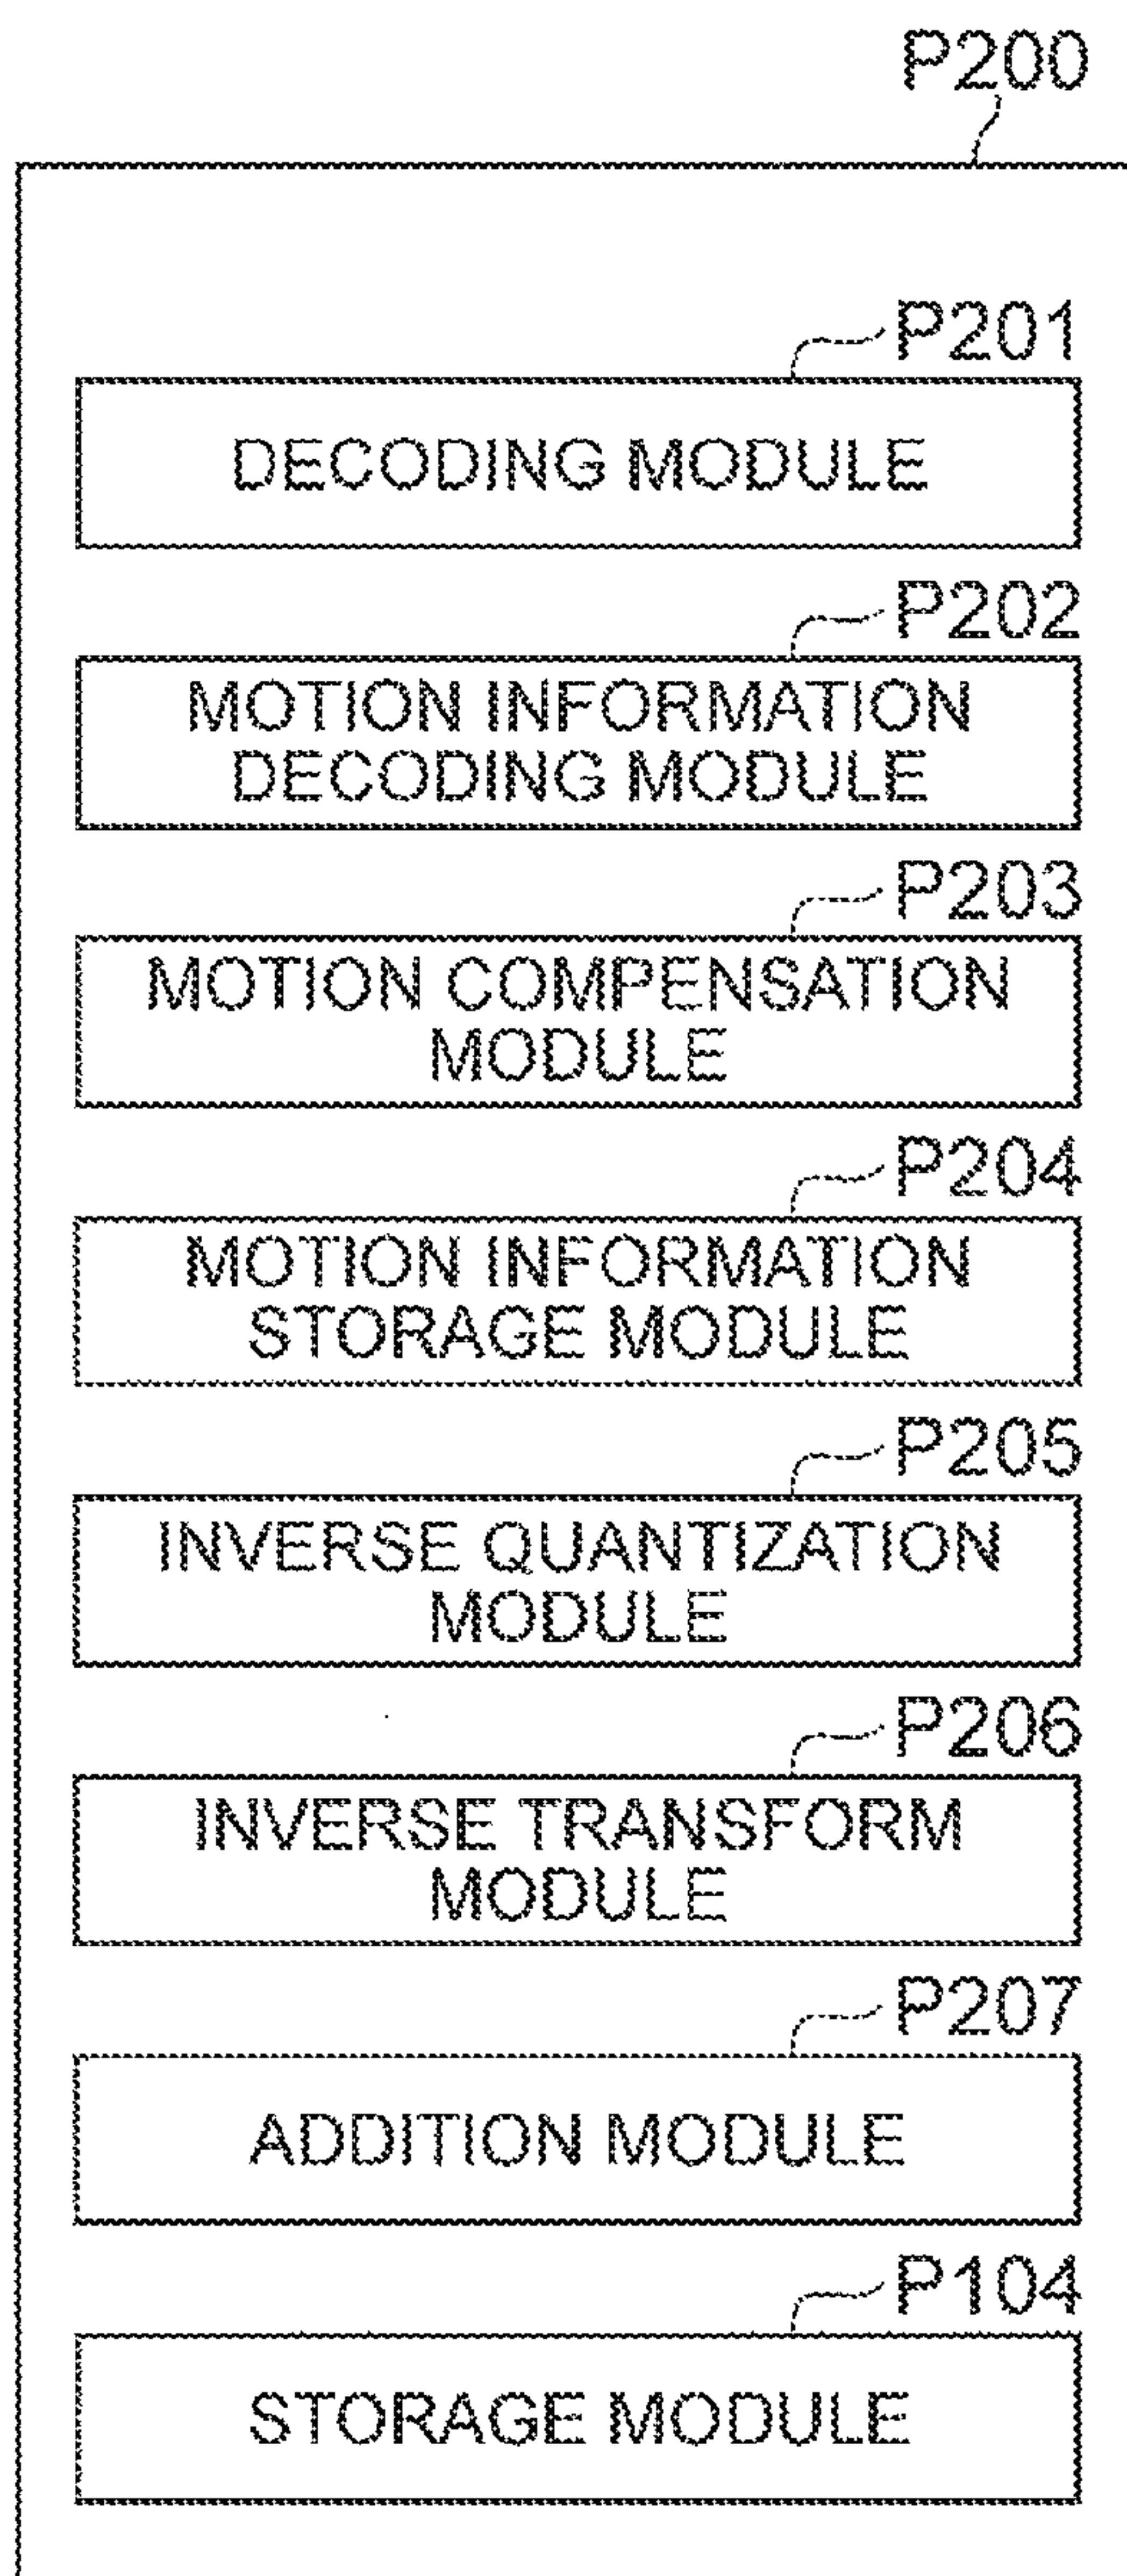 P200
P201
DECODING MODULE
P202
MOTION INFORMATION
DECODING MODULE
P203
MOTION COMPENSATION
MODULE
P204
MOTION INFORMATION
STORAGE MODULE
P205
INVERSE QUANTIZATION
MODULE
P206
INVERSE TRANSFORM
MODULE
P207
ADDITION MODULE
P104
STORAGE MODULE